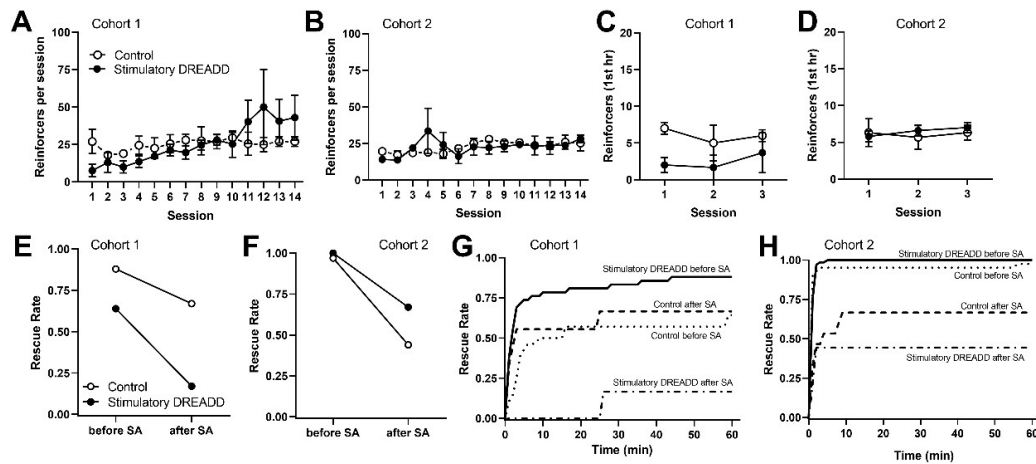 A
Cohort 1
Reinforcers per session
100
75
50
25
0
Control
Stimulatory DREADD
1 2 3 4 5 6 7 8 9 10 11 12 13 14
Session
B
Cohort 2
Reinforcers per session
100
75
50
25
0
1 2 3 4 5 6 7 8 9 10 11 12 13 14
Session
C
Cohort 1
Reinforcers (1st hr)
20
15
10
5
0
1 2 3
Session
D
Cohort 2
Reinforcers (1st hr)
20
15
10
5
0
1 2 3
Session
E
Cohort 1
Rescue Rate
1.00
0.75
0.50
0.25
0.00
Control
Stimulatory DREADD
before SA after SA
F
Cohort 2
Rescue Rate
1.00
0.75
0.50
0.25
0.00
before SA after SA
G
Cohort 1
Rescue Rate
1.00
0.75
0.50
0.25
0.00
Stimulatory DREADD before SA
Control after SA
Control before SA
Stimulatory DREADD after SA
0 10 20 30 40 50 60
Time (min)
H
Cohort 2
Rescue Rate
1.00
0.75
0.50
0.25
0.00
Stimulatory DREADD before SA
Control before SA
Control after SA
Stimulatory DREADD after SA
0 5 10 15 20 25 30 35 40 45 50 55 60
Time (min)